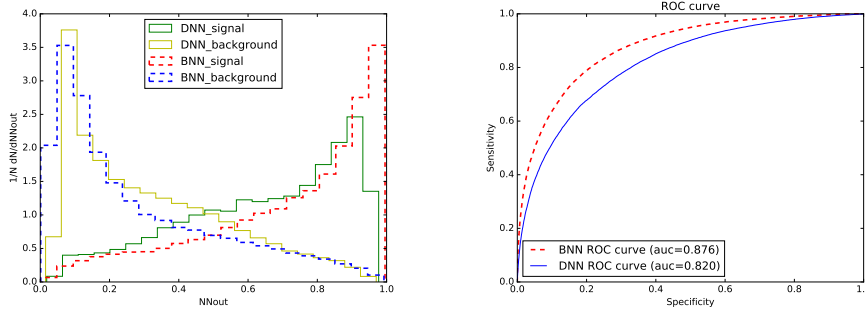 4.0
3.5
3.0
2.5
2.0
1.5
1.0
0.5
0.0
1/N dN/dNNout
DNN_signal
DNN_background
BNN_signal
BNN_background
0.0 0.2 0.4 0.6 0.8 1.0
NNout
ROC curve
1.0
0.8
0.6
0.4
0.2
0.0
Sensitivity
BNN ROC curve (auc=0.876)
DNN ROC curve (auc=0.820)
0.0 0.2 0.4 0.6 0.8 1.
Specificity